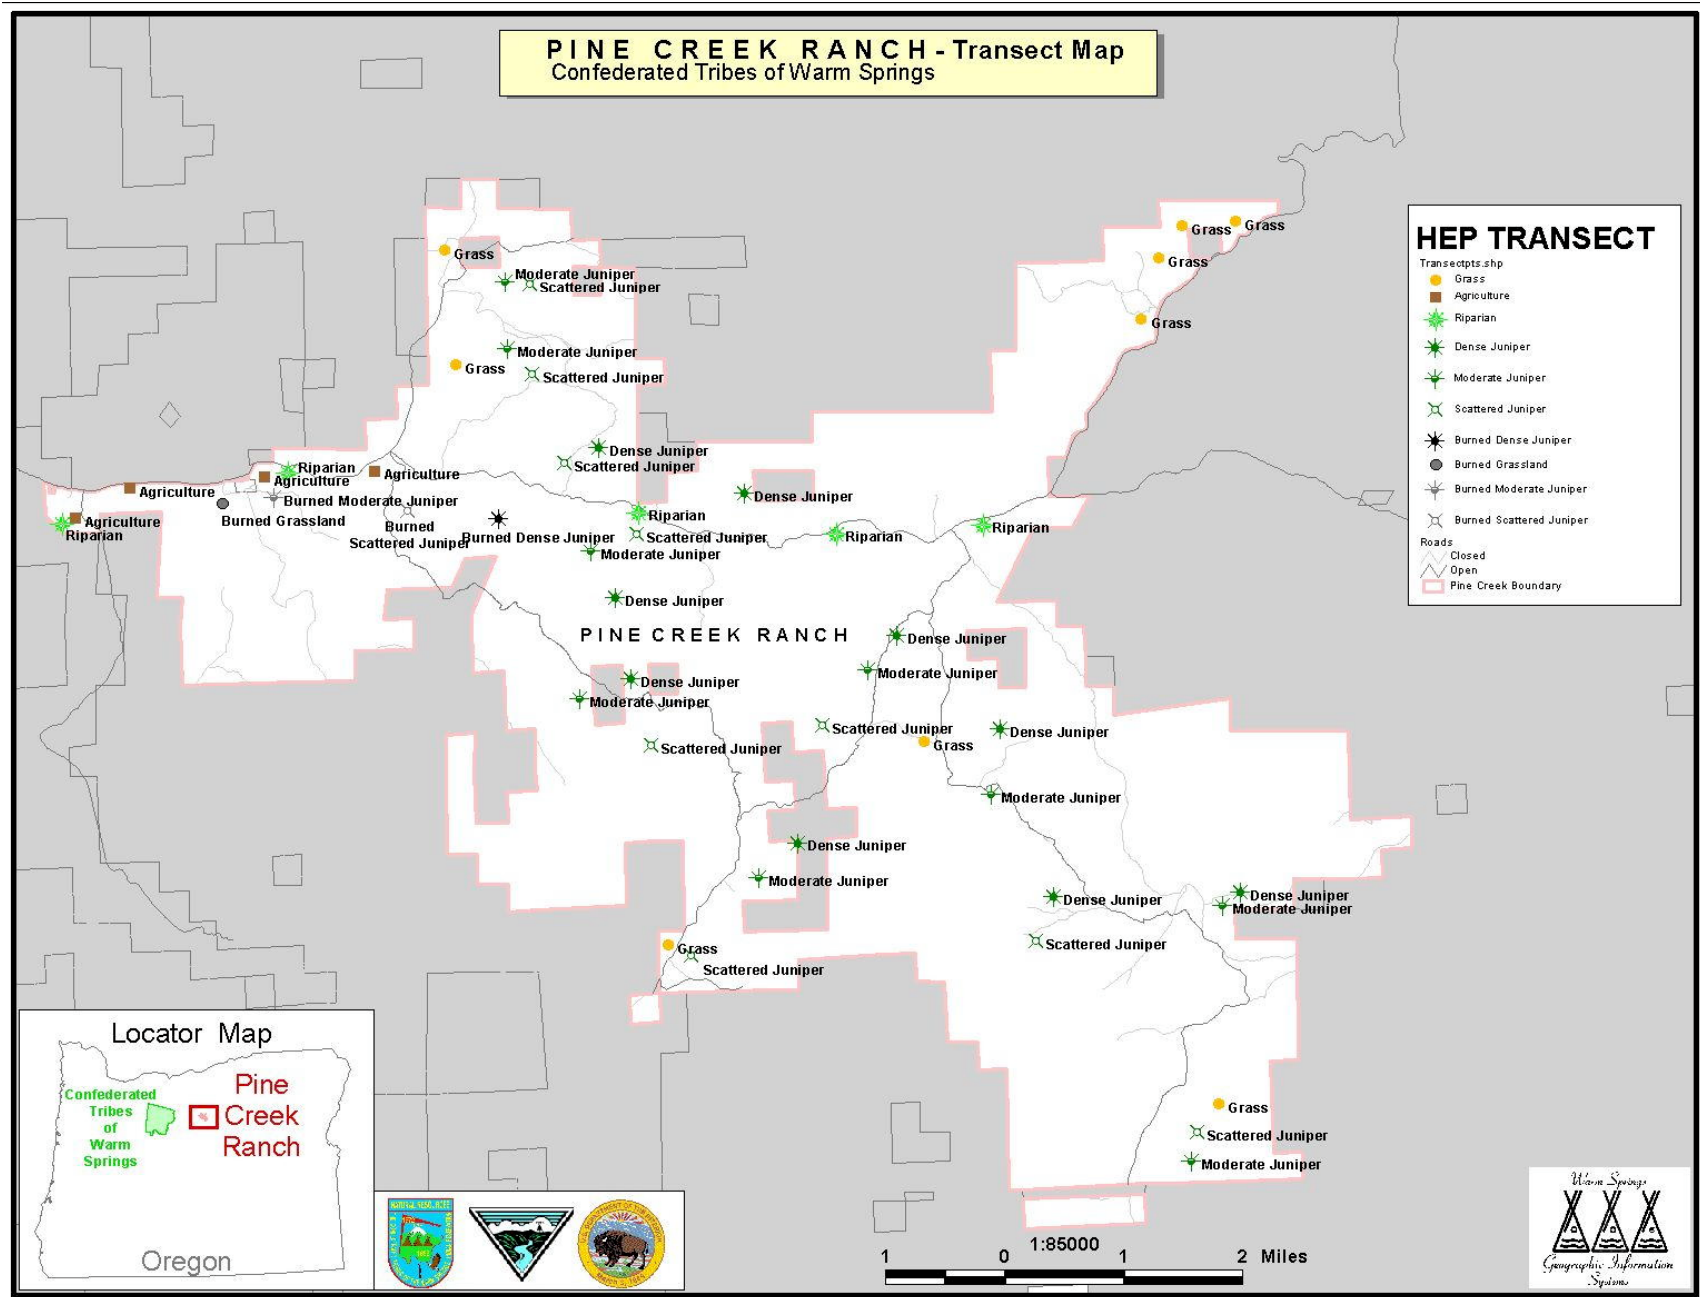 PINE CREEK RANCH - Transect Map
Confederated Tribes of Warm Springs
Grass
Grass
Grass
Grass
Moderate Juniper
Scattered Juniper
Grass
Moderate Juniper
Grass
Scattered Juniper
Dense Juniper
Scattered Juniper
Riparian
Agriculture
Agriculture
Agriculture
Dense Juniper
Burned Moderate Juniper
Burned Grassland
Agriculture
Riparian
Burned
Scattered Juniper
Burned Dense Juniper
Riparian
Scattered Juniper
Moderate Juniper
Riparian
Riparian
Dense Juniper
PINE CREEK RANCH
Dense Juniper
Moderate Juniper
Dense Juniper
Moderate Juniper
Scattered Juniper
Scattered Juniper
Grass
Dense Juniper
Moderate Juniper
Dense Juniper
Moderate Juniper
Dense Juniper
Dense Juniper
Moderate Juniper
Scattered Juniper
Grass
Scattered Juniper
Grass
Scattered Juniper
Moderate Juniper
HEP TRANSECT
Transectpts.shp
Grass
Agriculture
Riparian
Dense Juniper
Moderate Juniper
Scattered Juniper
Burned Dense Juniper
Burned Grassland
Burned Moderate Juniper
Burned Scattered Juniper
Roads
Closed
Open
Pine Creek Boundary
Locator Map
Confederated
Tribes
of
Warm
Springs
Pine
Creek
Ranch
Oregon
1:85000
1 0 1 2 Miles
Warm Springs
Geographic Information
Systems